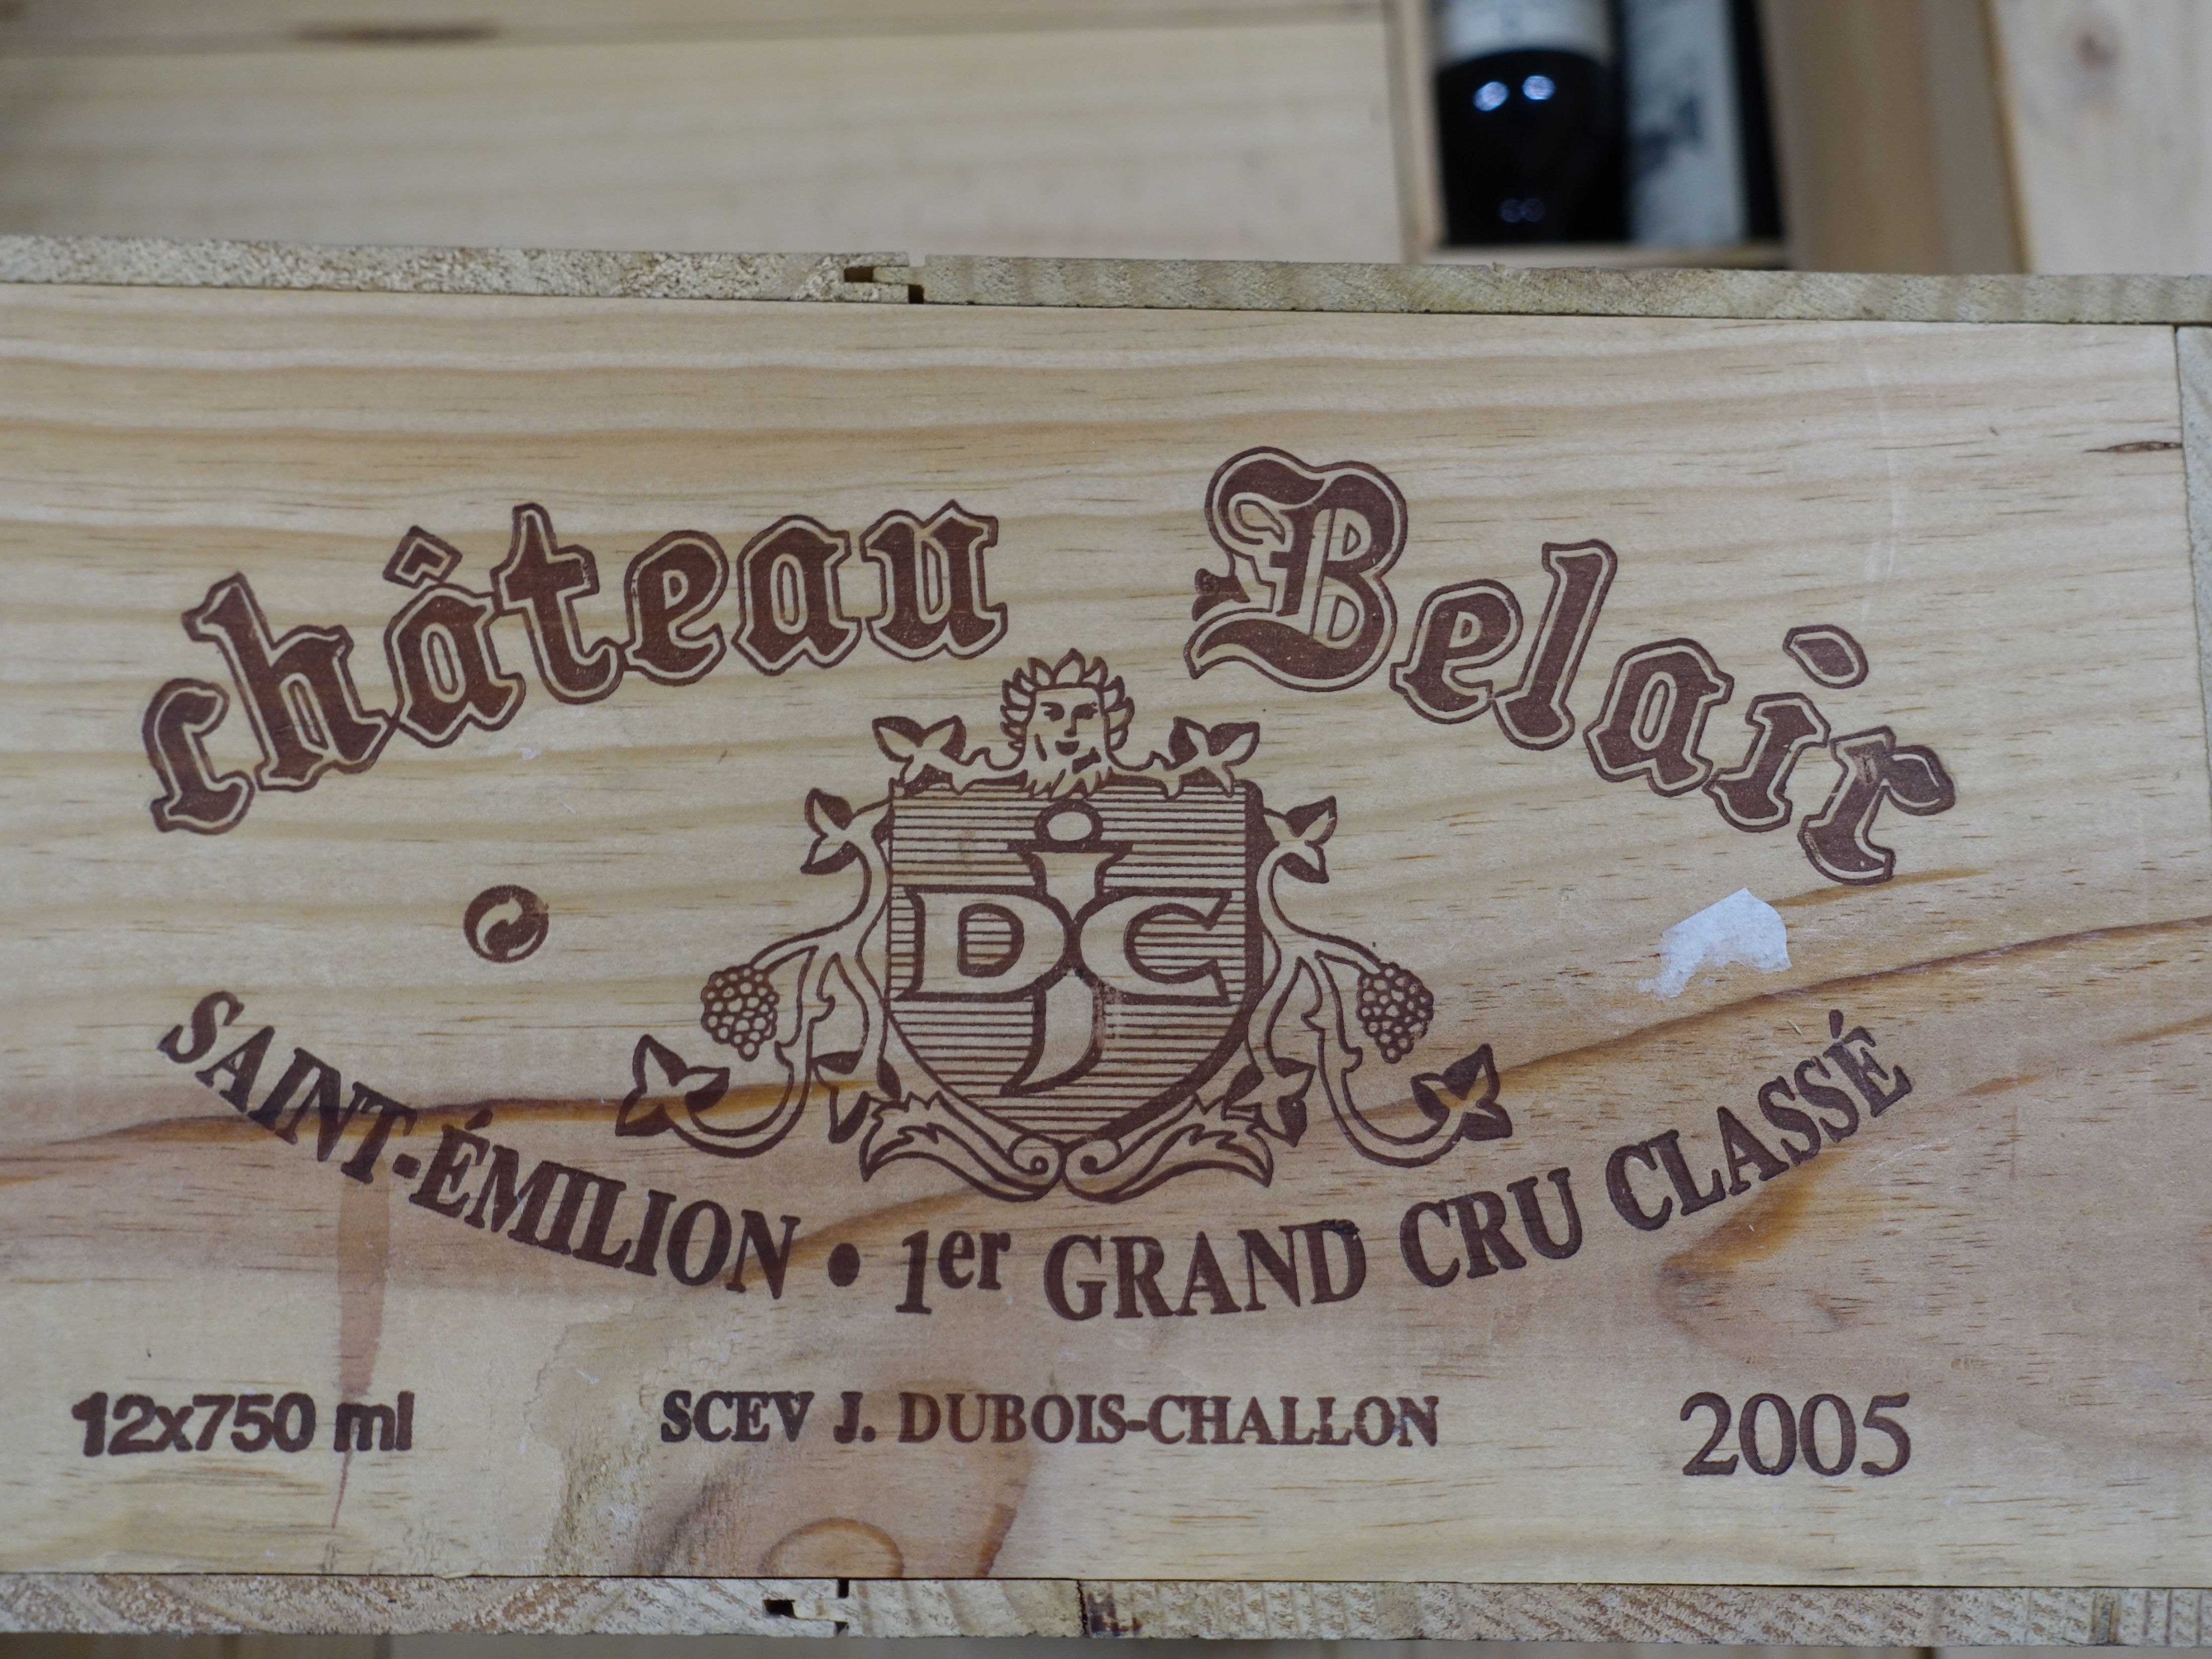 Château Belair
DJC
SAINT-ÉMILION • 1er GRAND CRU CLASSÉ
12x750 ml
SCEV J. DUBOIS-CHALLON
2005